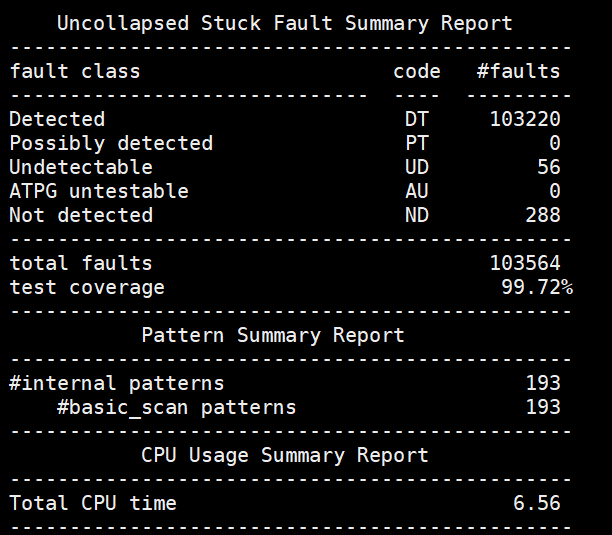 Uncollapsed Stuck Fault Summary Report
-----------------------------------------------
fault class                     code   #faults
------------------------------  ----  ---------
Detected                         DT     103220
Possibly detected                PT          0
Undetectable                     UD         56
ATPG untestable                  AU          0
Not detected                     ND        288
-----------------------------------------------
total faults                            103564
test coverage                            99.72%
-----------------------------------------------
Pattern Summary Report
-----------------------------------------------
#internal patterns                         193
    #basic_scan patterns                   193
-----------------------------------------------
CPU Usage Summary Report
-----------------------------------------------
Total CPU time                            6.56
-----------------------------------------------